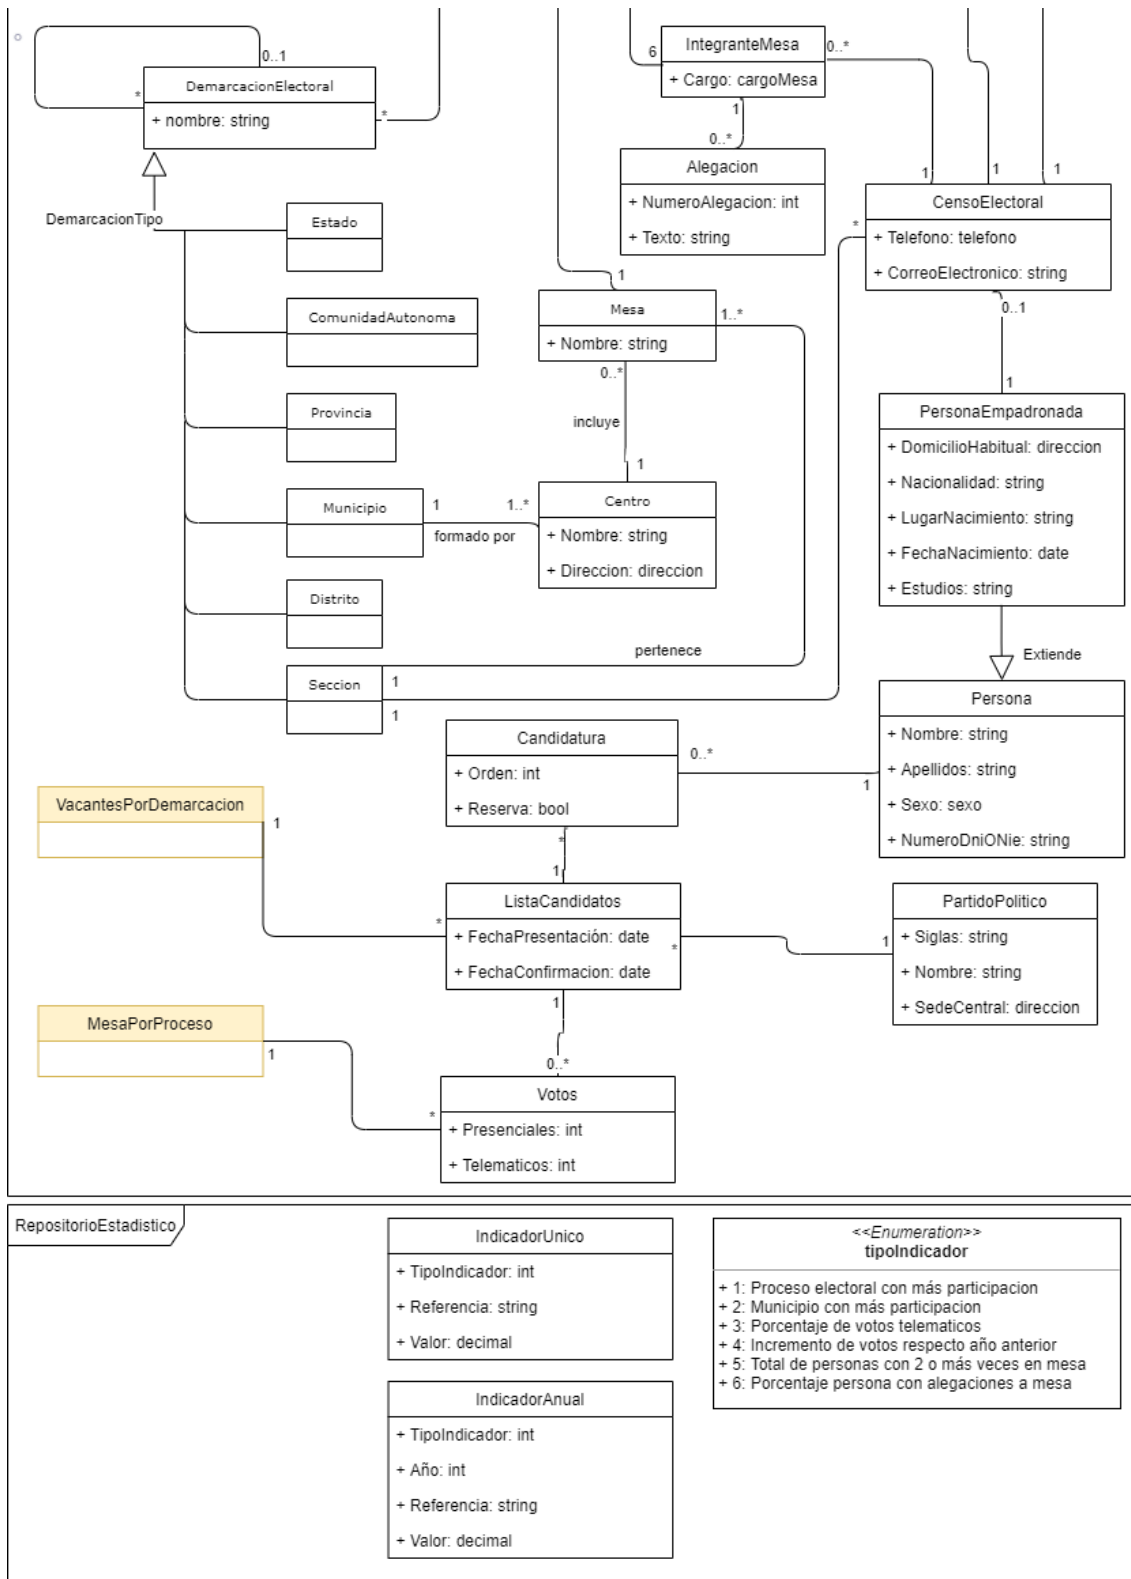 0..1
DemarcacionElectoral
*
+ nombre: string
*
DemarcacionTipo
Estado
ComunidadAutonoma
Provincia
Municipio
1
1..*
formado por
Distrito
Seccion
1
1
pertenece
6
IntegranteMesa
0..*
+ Cargo: cargoMesa
1
0..*
Alegacion
+ NumeroAlegacion: int
+ Texto: string
1
1
1
CensoElectoral
*
+ Telefono: telefono
+ CorreoElectronico: string
0..1
1
1
Mesa
1..*
+ Nombre: string
0..*
incluye
1
Centro
+ Nombre: string
+ Direccion: direccion
PersonaEmpadronada
+ DomicilioHabitual: direccion
+ Nacionalidad: string
+ LugarNacimiento: string
+ FechaNacimiento: date
+ Estudios: string
Extiende
Persona
+ Nombre: string
+ Apellidos: string
+ Sexo: sexo
+ NumeroDniONie: string
Candidatura
0..*
1
+ Orden: int
+ Reserva: bool
*
1
VacantesPorDemarcacion
1
*
ListaCandidatos
+ FechaPresentación: date
*
+ FechaConfirmacion: date
1
PartidoPolitico
1
+ Siglas: string
+ Nombre: string
+ SedeCentral: direccion
MesaPorProceso
1
0..*
*
Votos
+ Presenciales: int
+ Telematicos: int
RepositorioEstadistico
IndicadorUnico
+ TipoIndicador: int
+ Referencia: string
+ Valor: decimal
IndicadorAnual
+ TipoIndicador: int
+ Año: int
+ Referencia: string
+ Valor: decimal
<<Enumeration>>
tipoIndicador
+ 1: Proceso electoral con más participacion
+ 2: Municipio con más participacion
+ 3: Porcentaje de votos telematicos
+ 4: Incremento de votos respecto año anterior
+ 5: Total de personas con 2 o más veces en mesa
+ 6: Porcentaje persona con alegaciones a mesa